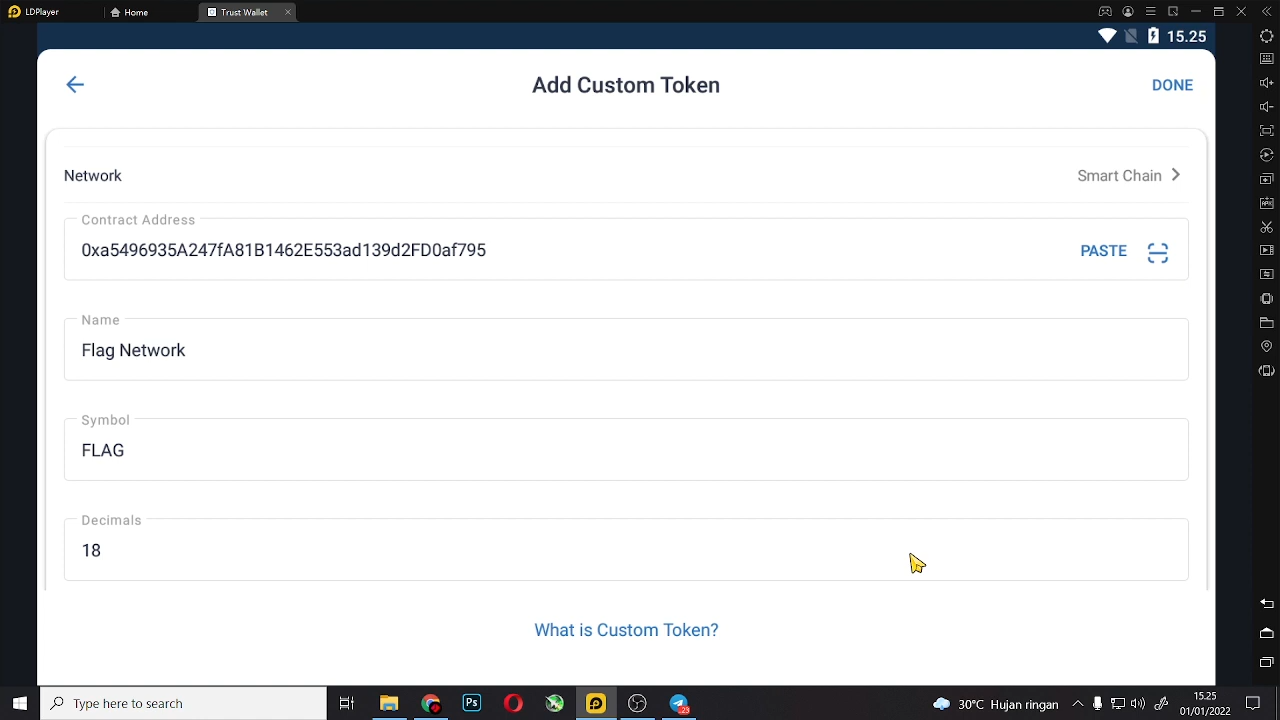 LDPlayer
Home
Trust Wallet
15.25
Add Custom Token
DONE
Network
Smart Chain
Contract Address
0xa5496935A247fA81B1462E553ad139d2FD0af795
PASTE
Name
Flag Network
Symbol
FLAG
Decimals
18
What is Custom Token?
Type here to search
Ps
23
30°C Hujan ringan
15.25
01/01/2022